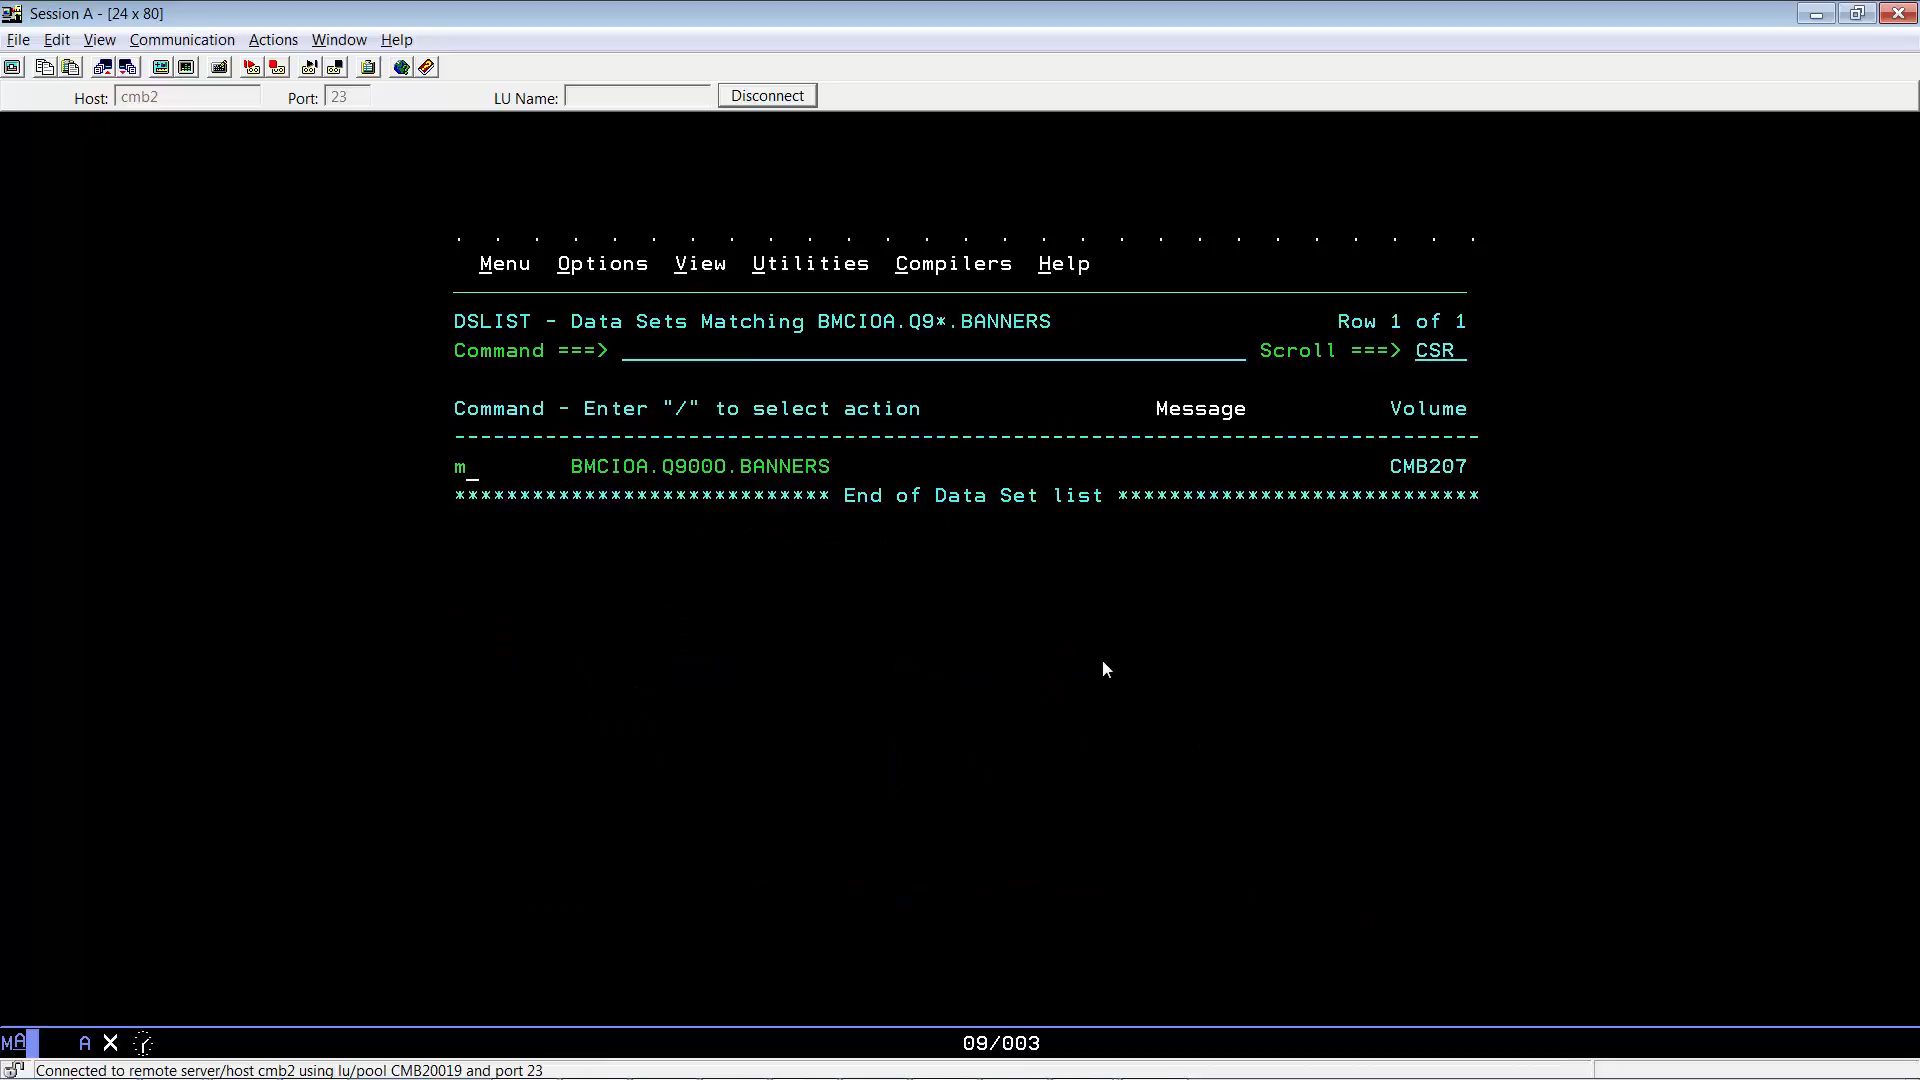 Session A - [24 x 80]
File Edit View Communication Actions Window Help
Host: cmb2 Port: 23 LU Name: Disconnect
. . . . . . . . . . . . . . . . . . . . . . . . . . .
Menu Options View Utilities Compilers Help
DSLIST - Data Sets Matching BMCIOA.Q9*.BANNERS Row 1 of 1
Command ===> Scroll ===> CSR
Command - Enter "/" to select action Message Volume
-------------------------------------------------------------------------------
m_ BMCIOA.Q900O.BANNERS CMB207
***************************** End of Data Set list ****************************
MA A X 09/003
Connected to remote server/host cmb2 using lu/pool CMB20019 and port 23